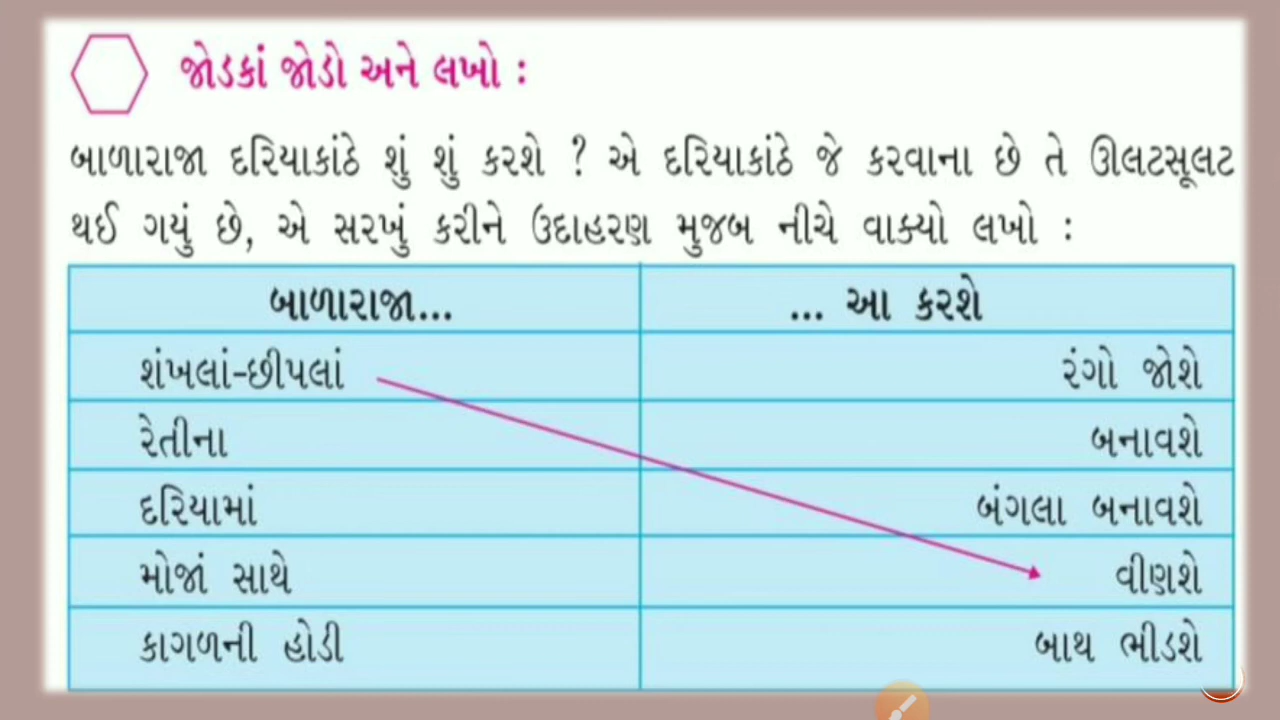 જોડકાં જોડો અને લખો :
બાળારાજા દરિયાકાંઠે શું શું કરશે ? એ દરિયાકાંઠે જે કરવાના છે તે ઊલટસૂલટ
થઈ ગયું છે, એ સરખું કરીને ઉદાહરણ મુજબ નીચે વાક્યો લખો :
બાળારાજા... ... આ કરશે
શંખલાં-છીપલાં રંગો જોશે
રેતીના બનાવશે
દરિયામાં બંગલા બનાવશે
મોજાં સાથે વીણશે
કાગળની હોડી બાથ ભીડશે